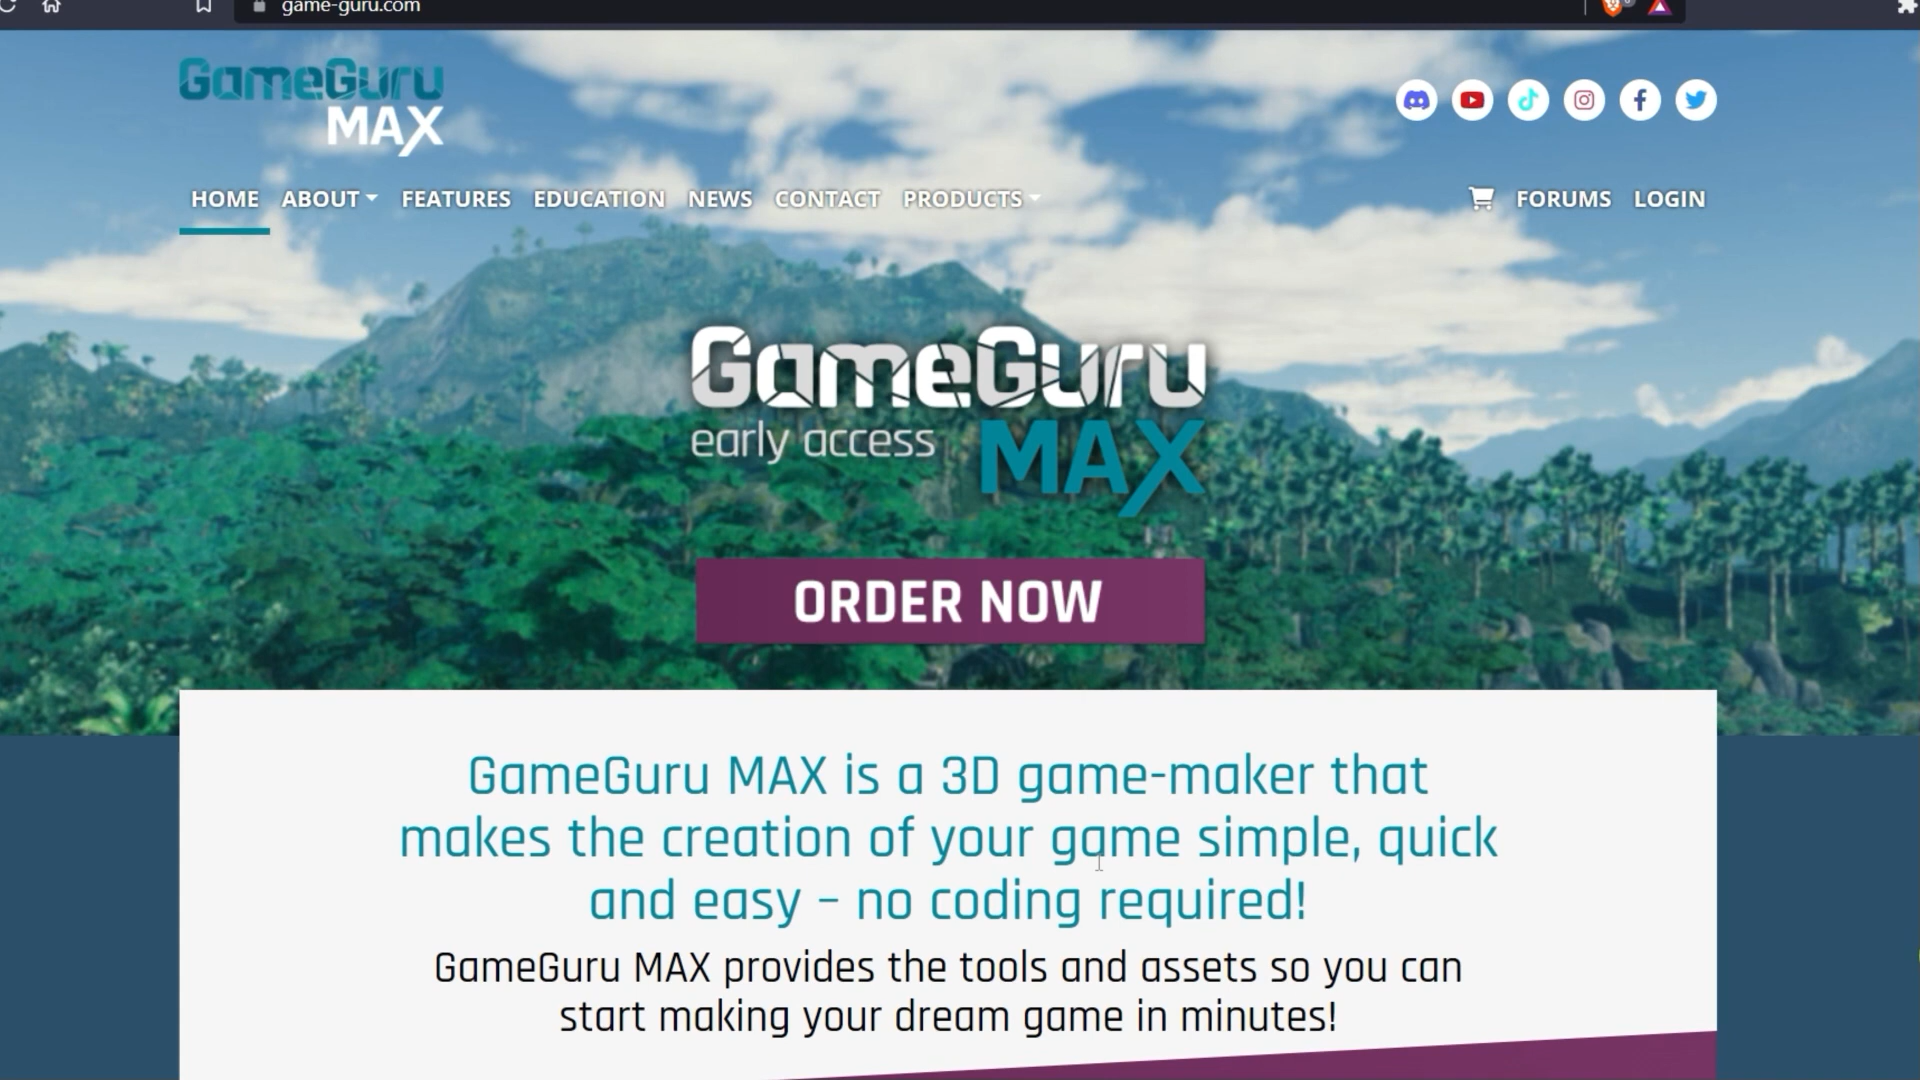 game-guru.com
GameGuru
MAX
HOME ABOUT FEATURES EDUCATION NEWS CONTACT PRODUCTS FORUMS LOGIN
GameGuru
early access MAX
ORDER NOW
GameGuru MAX is a 3D game-maker that
makes the creation of your game simple, quick
and easy – no coding required!
GameGuru MAX provides the tools and assets so you can
start making your dream game in minutes!